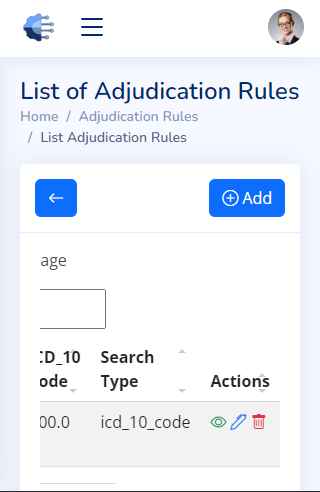 List of Adjudication Rules
Home / Adjudication Rules
/ List Adjudication Rules
Add
age
CD_10 Search
ode Type Actions
00.0 icd_10_code